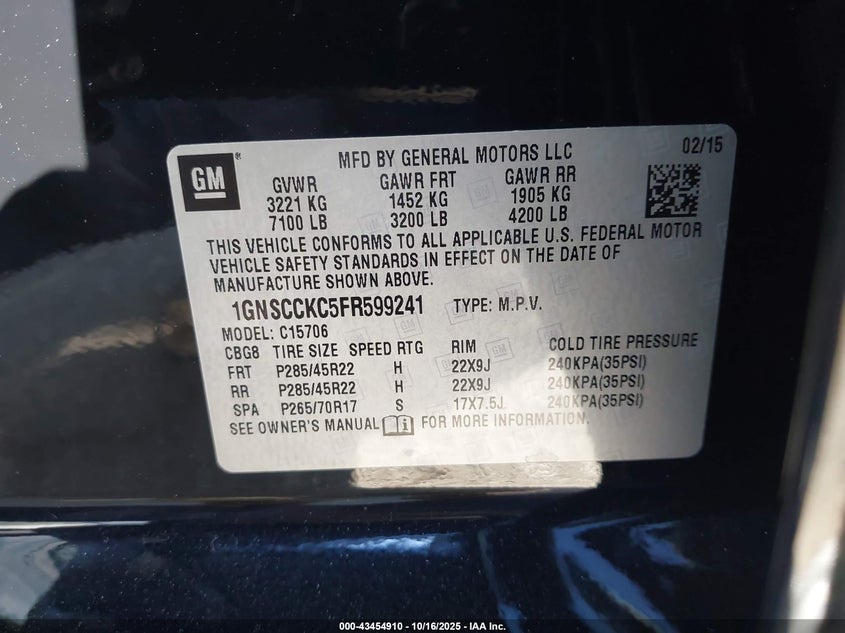 GM
MFD BY GENERAL MOTORS LLC
02/15
GVWR GAWR FRT GAWR RR
3221 KG 1452 KG 1905 KG
7100 LB 3200 LB 4200 LB
THIS VEHICLE CONFORMS TO ALL APPLICABLE U.S. FEDERAL MOTOR
VEHICLE SAFETY STANDARDS IN EFFECT ON THE DATE OF
MANUFACTURE SHOWN ABOVE.
1GNSCCKC5FR599241 TYPE: M.P.V.
MODEL: C15706
CBG8 TIRE SIZE SPEED RTG RIM COLD TIRE PRESSURE
FRT P285/45R22 H 22X9J 240KPA(35PSI)
RR P285/45R22 H 22X9J 240KPA(35PSI)
SPA P265/70R17 S 17X7.5J 240KPA(35PSI)
SEE OWNER'S MANUAL FOR MORE INFORMATION.
000-43454910 - 10/16/2025 - IAA Inc.